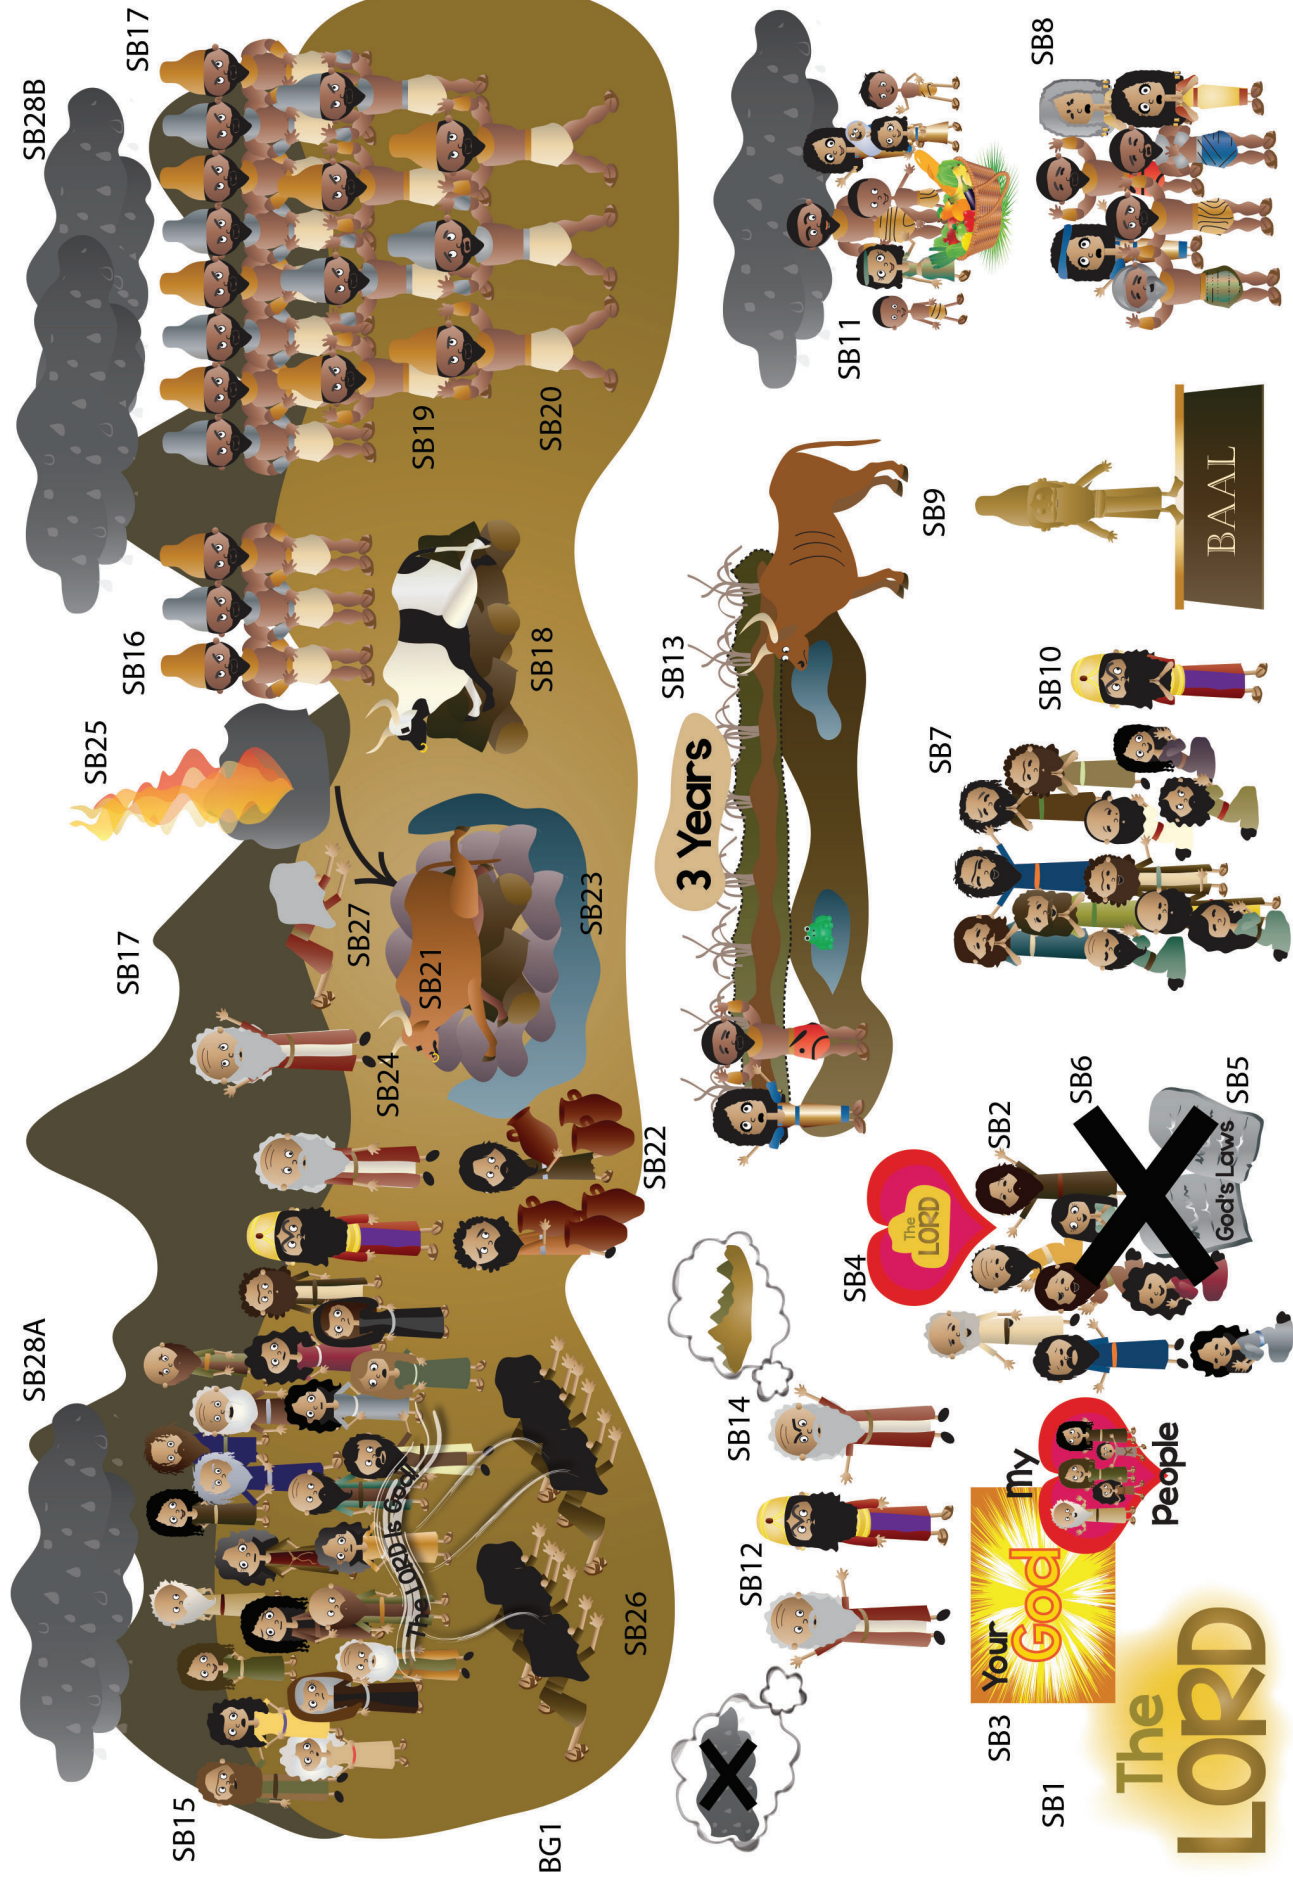 SB28A
SB28B
SB15
SB17
SB25
SB16
SB17
The LORD is God!
SB24
SB27
SB21
SB23
SB18
SB19
SB20
BG1
SB26
SB22
SB12
SB14
3 Years
SB13
SB9
SB11
SB8
SB1
The
LORD
SB3
Your
God
my
people
SB4
The
LORD
SB2
SB6
SB5
God's Laws
SB7
SB10
BAAL